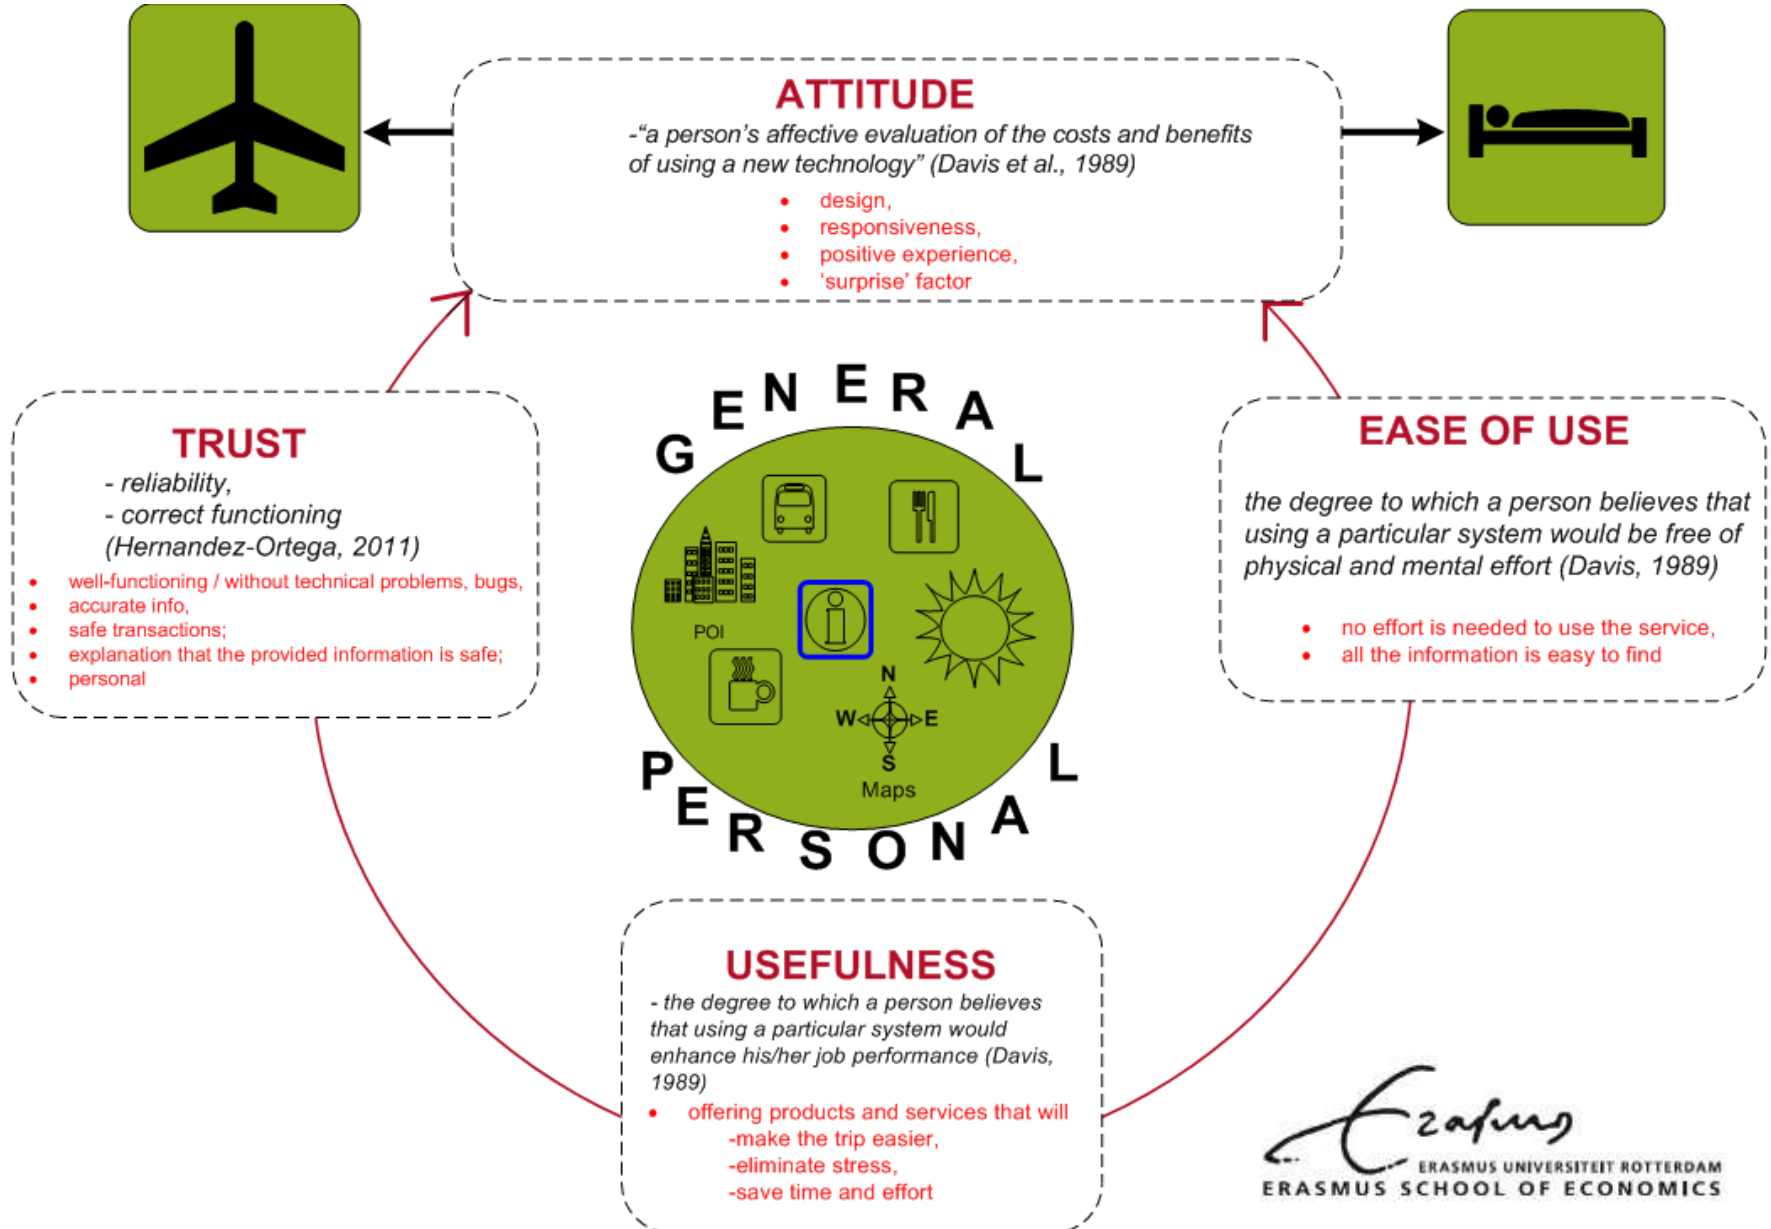 ATTITUDE
-“a person’s affective evaluation of the costs and benefits
of using a new technology” (Davis et al., 1989)
• design,
• responsiveness,
• positive experience,
• ‘surprise’ factor
TRUST
- reliability,
- correct functioning
(Hernandez-Ortega, 2011)
• well-functioning / without technical problems, bugs,
• accurate info,
• safe transactions;
• explanation that the provided information is safe;
• personal
GENERAL
POI
i
N
W E
S
Maps
PERSONAL
EASE OF USE
the degree to which a person believes that
using a particular system would be free of
physical and mental effort (Davis, 1989)
• no effort is needed to use the service,
• all the information is easy to find
USEFULNESS
- the degree to which a person believes
that using a particular system would
enhance his/her job performance (Davis,
1989)
• offering products and services that will
-make the trip easier,
-eliminate stress,
-save time and effort
Erasmus
ERASMUS UNIVERSITEIT ROTTERDAM
ERASMUS SCHOOL OF ECONOMICS